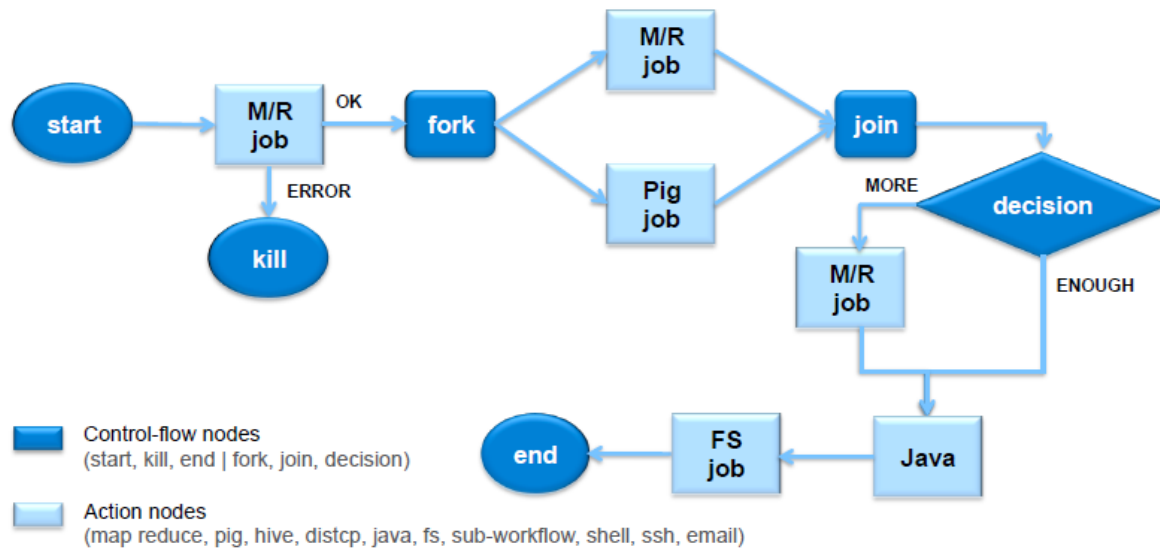 M/R
job
M/R
job
start
OK
fork
join
ERROR
Pig
job
MORE
decision
kill
M/R
job
ENOUGH
Control-flow nodes
(start, kill, end | fork, join, decision)
end
FS
job
Java
Action nodes
(map reduce, pig, hive, distcp, java, fs, sub-workflow, shell, ssh, email)